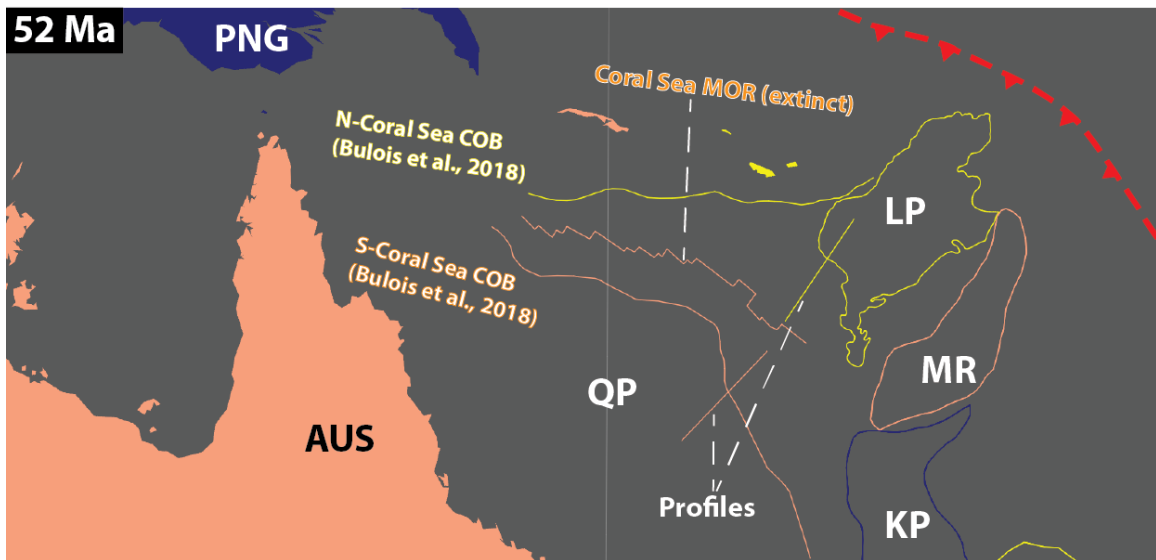 52 Ma
PNG
Coral Sea MOR (extinct)
N-Coral Sea COB
(Bulois et al., 2018)
LP
S-Coral Sea COB
(Bulois et al., 2018)
MR
QP
AUS
Profiles
KP